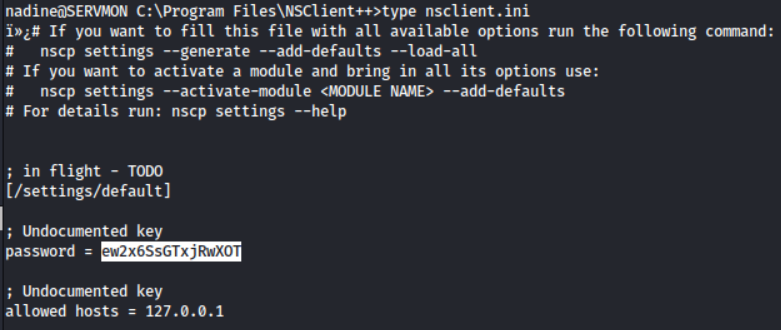 nadine@SERVMON C:\Program Files\NSClient++>type nsclient.ini
ï»¿# If you want to fill this file with all available options run the following command:
#   nscp settings --generate --add-defaults --load-all
# If you want to activate a module and bring in all its options use:
#   nscp settings --activate-module <MODULE NAME> --add-defaults
# For details run: nscp settings --help
; in flight - TODO
[/settings/default]
; Undocumented key
password = ew2x6SsGTxjRwXOT
; Undocumented key
allowed hosts = 127.0.0.1